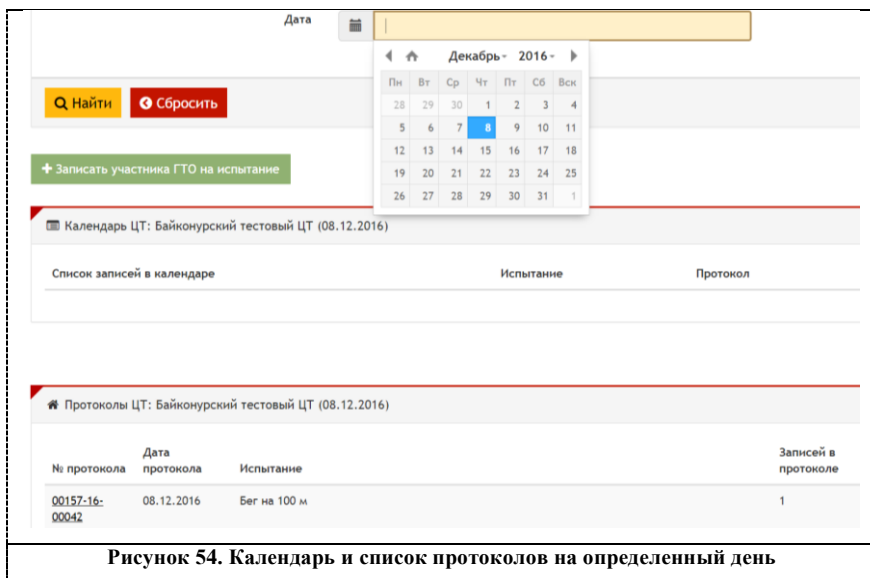 Дата
Декабрь 2016
Пн Вт Ср Чт Пт Сб Вск
28 29 30 1 2 3 4
5 6 7 8 9 10 11
12 13 14 15 16 17 18
19 20 21 22 23 24 25
26 27 28 29 30 31 1
Найти Сбросить
+ Записать участника ГТО на испытание
Календарь ЦТ: Байконурский тестовый ЦТ (08.12.2016)
Список записей в календаре Испытание Протокол
Протоколы ЦТ: Байконурский тестовый ЦТ (08.12.2016)
№ протокола Дата протокола Испытание Записей в протоколе
00157-16-00042 08.12.2016 Бег на 100 м 1
Рисунок 54. Календарь и список протоколов на определенный день